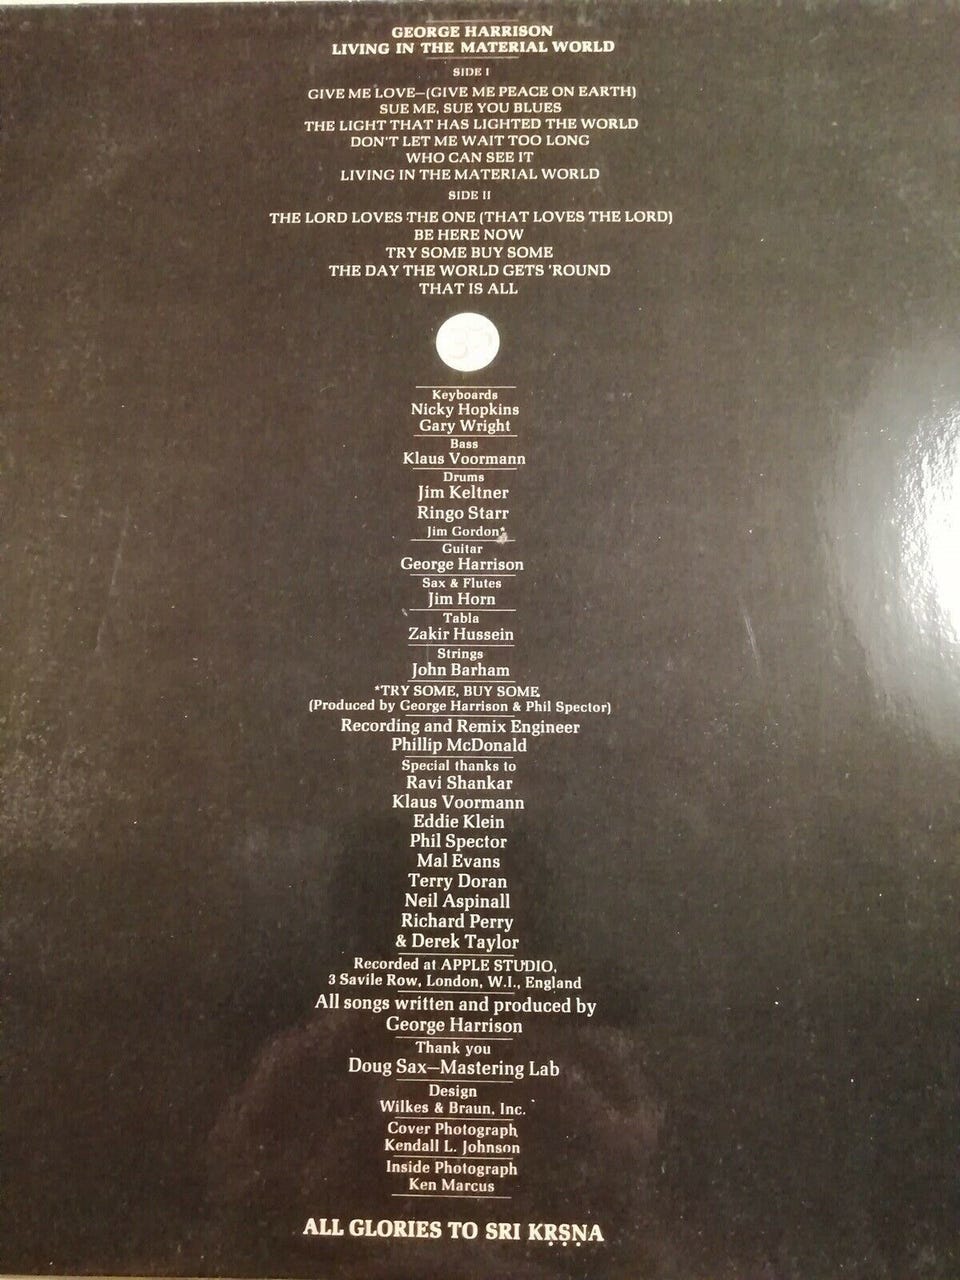 GEORGE HARRISON
LIVING IN THE MATERIAL WORLD
SIDE I
GIVE ME LOVE—(GIVE ME PEACE ON EARTH)
SUE ME, SUE YOU BLUES
THE LIGHT THAT HAS LIGHTED THE WORLD
DON'T LET ME WAIT TOO LONG
WHO CAN SEE IT
LIVING IN THE MATERIAL WORLD
SIDE II
THE LORD LOVES THE ONE (THAT LOVES THE LORD)
BE HERE NOW
TRY SOME BUY SOME
THE DAY THE WORLD GETS 'ROUND
THAT IS ALL
Keyboards
Nicky Hopkins
Gary Wright
Bass
Klaus Voormann
Drums
Jim Keltner
Ringo Starr
Jim Gordon*
Guitar
George Harrison
Sax & Flutes
Jim Horn
Tabla
Zakir Hussein
Strings
John Barham
*TRY SOME, BUY SOME
(Produced by George Harrison & Phil Spector)
Recording and Remix Engineer
Phillip McDonald
Special thanks to
Ravi Shankar
Klaus Voormann
Eddie Klein
Phil Spector
Mal Evans
Terry Doran
Neil Aspinall
Richard Perry
& Derek Taylor
Recorded at APPLE STUDIO,
3 Savile Row, London, W.I., England
All songs written and produced by
George Harrison
Thank you
Doug Sax—Mastering Lab
Design
Wilkes & Braun, Inc.
Cover Photograph
Kendall L. Johnson
Inside Photograph
Ken Marcus
ALL GLORIES TO SRI KṚṢṆA